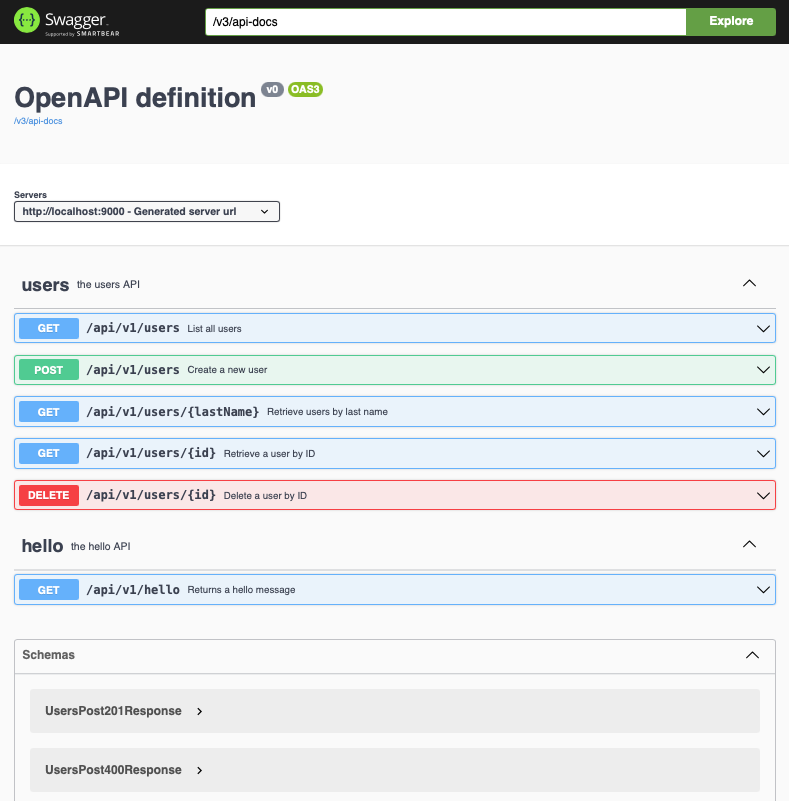 Swagger
Supported by SMARTBEAR
/v3/api-docs
Explore
OpenAPI definition v0 OAS3
/v3/api-docs
Servers
http://localhost:9000 - Generated server url
users the users API
GET /api/v1/users List all users
POST /api/v1/users Create a new user
GET /api/v1/users/{lastName} Retrieve users by last name
GET /api/v1/users/{id} Retrieve a user by ID
DELETE /api/v1/users/{id} Delete a user by ID
hello the hello API
GET /api/v1/hello Returns a hello message
Schemas
UsersPost201Response
UsersPost400Response